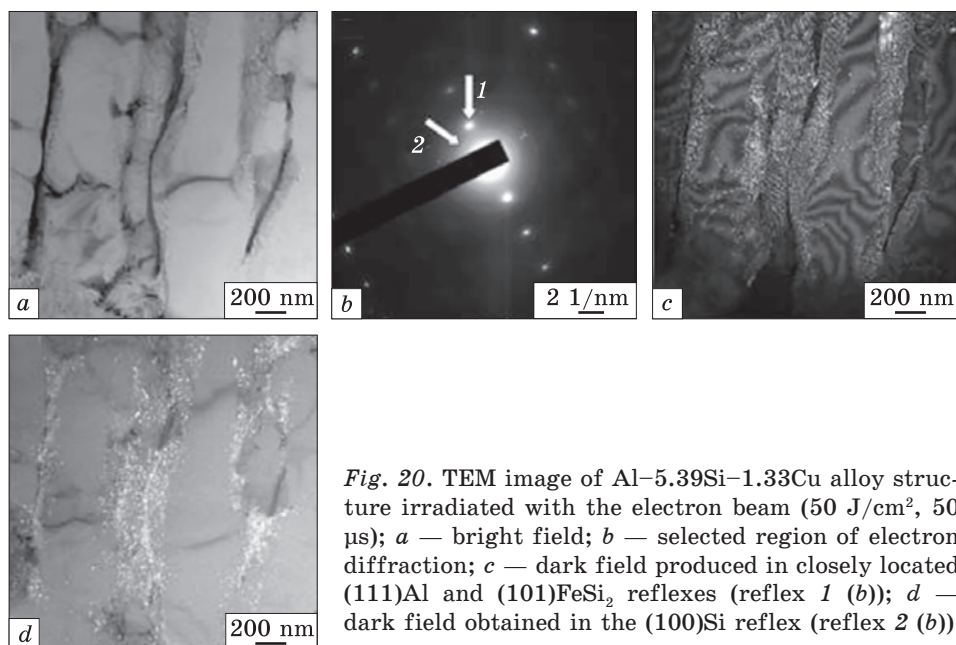 1
2
a
200 nm
b
2 1/nm
c
200 nm
d
200 nm
Fig. 20. TEM image of Al–5.39Si–1.33Cu alloy struc-
ture irradiated with the electron beam (50 J/cm², 50
μs); a — bright field; b — selected region of electron
diffraction; c — dark field produced in closely located
(111)Al and (101)FeSi₂ reflexes (reflex 1 (b)); d —
dark field obtained in the (100)Si reflex (reflex 2 (b))